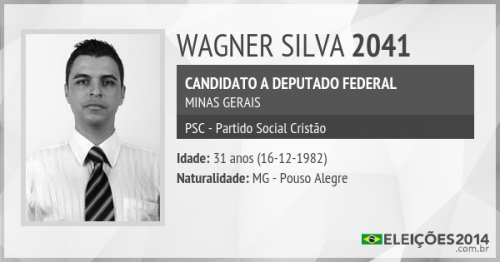 WAGNER SILVA 2041
CANDIDATO A DEPUTADO FEDERAL
MINAS GERAIS
PSC - Partido Social Cristão
Idade: 31 anos (16-12-1982)
Naturalidade: MG - Pouso Alegre
ELEIÇÕES2014
.com.br